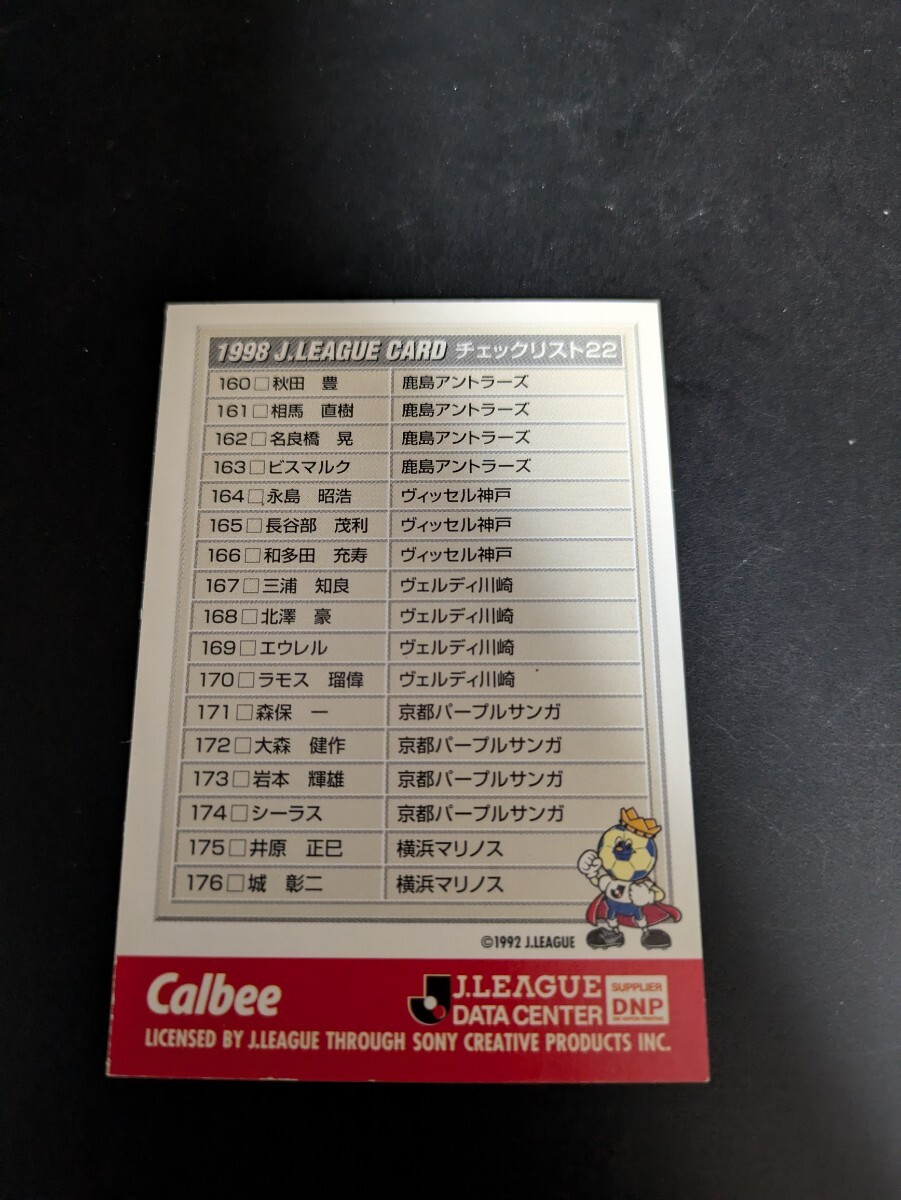 1998 J.LEAGUE CARD チェックリスト22
160□秋田 豊 鹿島アントラーズ
161□相馬 直樹 鹿島アントラーズ
162□名良橋 晃 鹿島アントラーズ
163□ビスマルク 鹿島アントラーズ
164□永島 昭浩 ヴィッセル神戸
165□長谷部 茂利 ヴィッセル神戸
166□和多田 充寿 ヴィッセル神戸
167□三浦 知良 ヴェルディ川崎
168□北澤 豪 ヴェルディ川崎
169□エウレル ヴェルディ川崎
170□ラモス 瑠偉 ヴェルディ川崎
171□森保 一 京都パープルサンガ
172□大森 健作 京都パープルサンガ
173□岩本 輝雄 京都パープルサンガ
174□シーラス 京都パープルサンガ
175□井原 正巳 横浜マリノス
176□城 彰二 横浜マリノス
©1992 J.LEAGUE
Calbee
J.LEAGUE
DATA CENTER
SUPPLIER
DNP
LICENSED BY J.LEAGUE THROUGH SONY CREATIVE PRODUCTS INC.